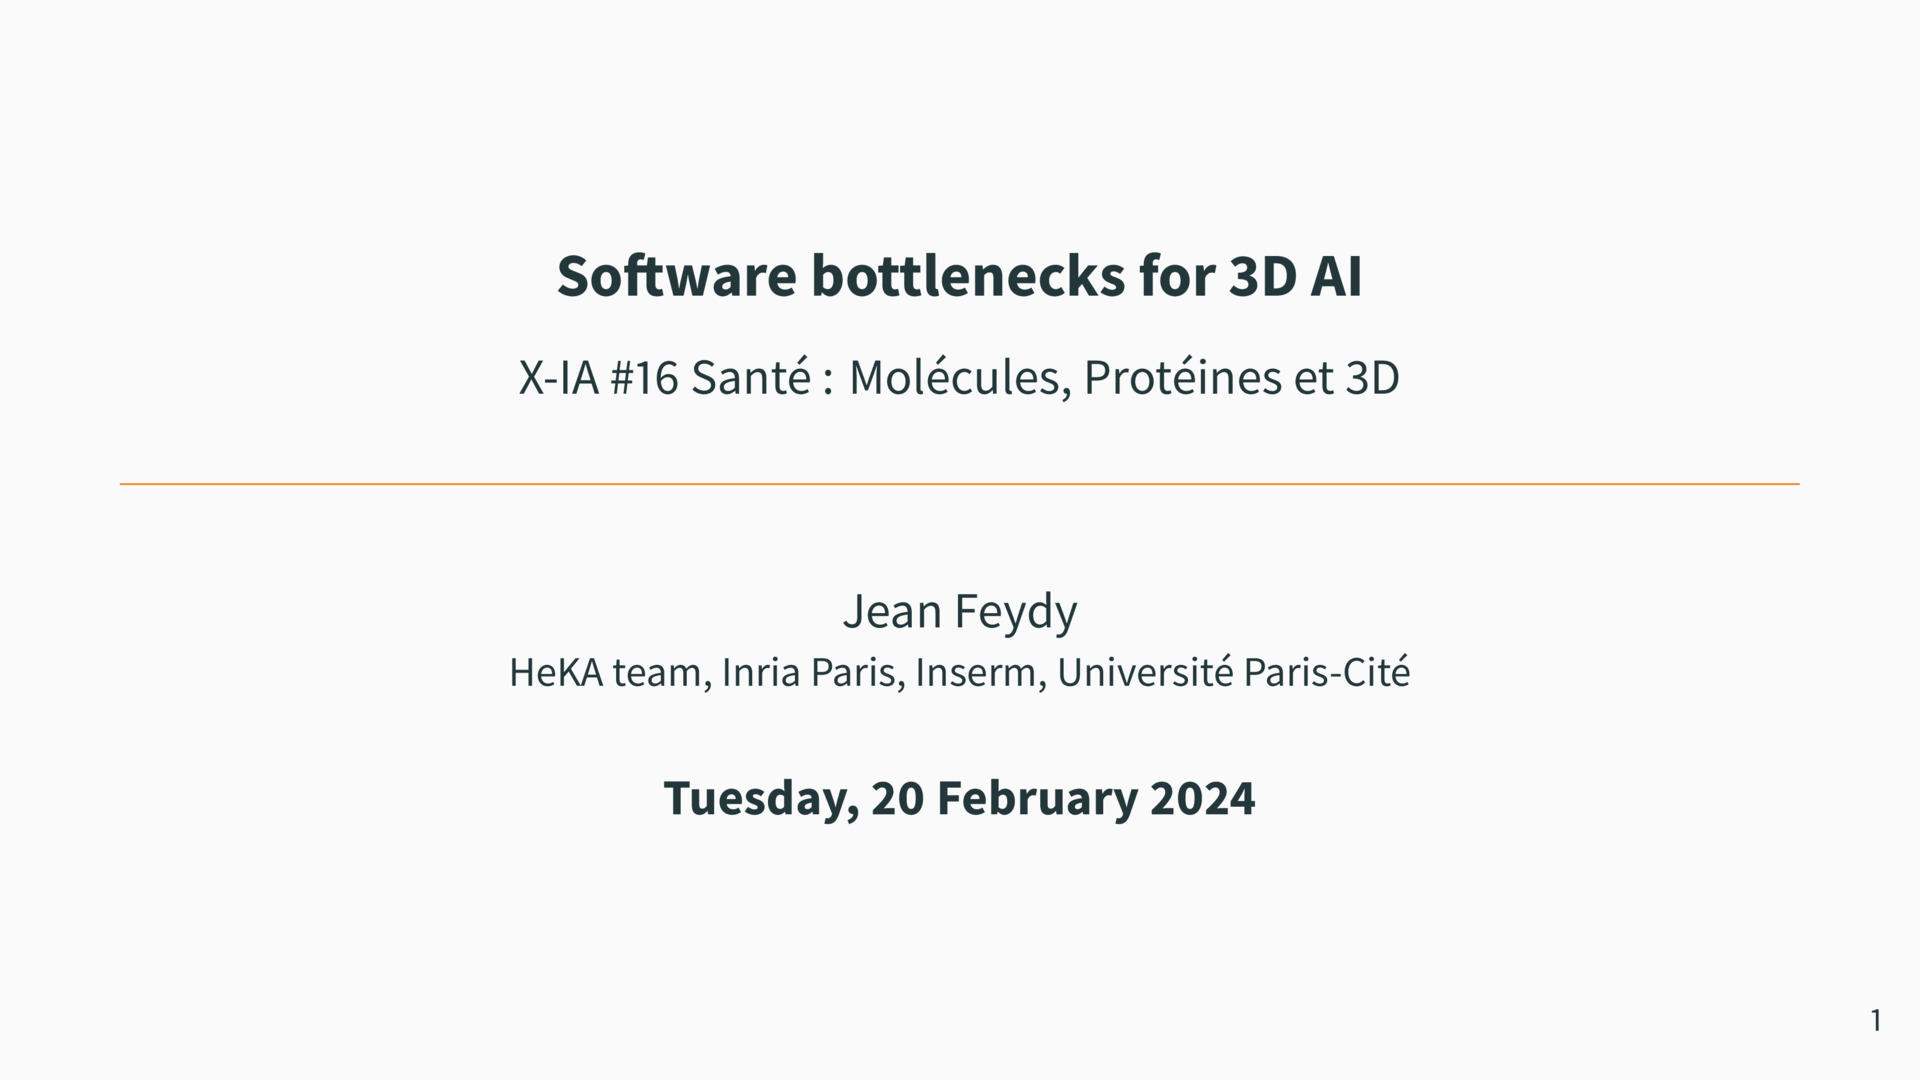 Software bottlenecks for 3D AI
X-IA #16 Santé : Molécules, Protéines et 3D
Jean Feydy
HeKA team, Inria Paris, Inserm, Université Paris-Cité
Tuesday, 20 February 2024
1